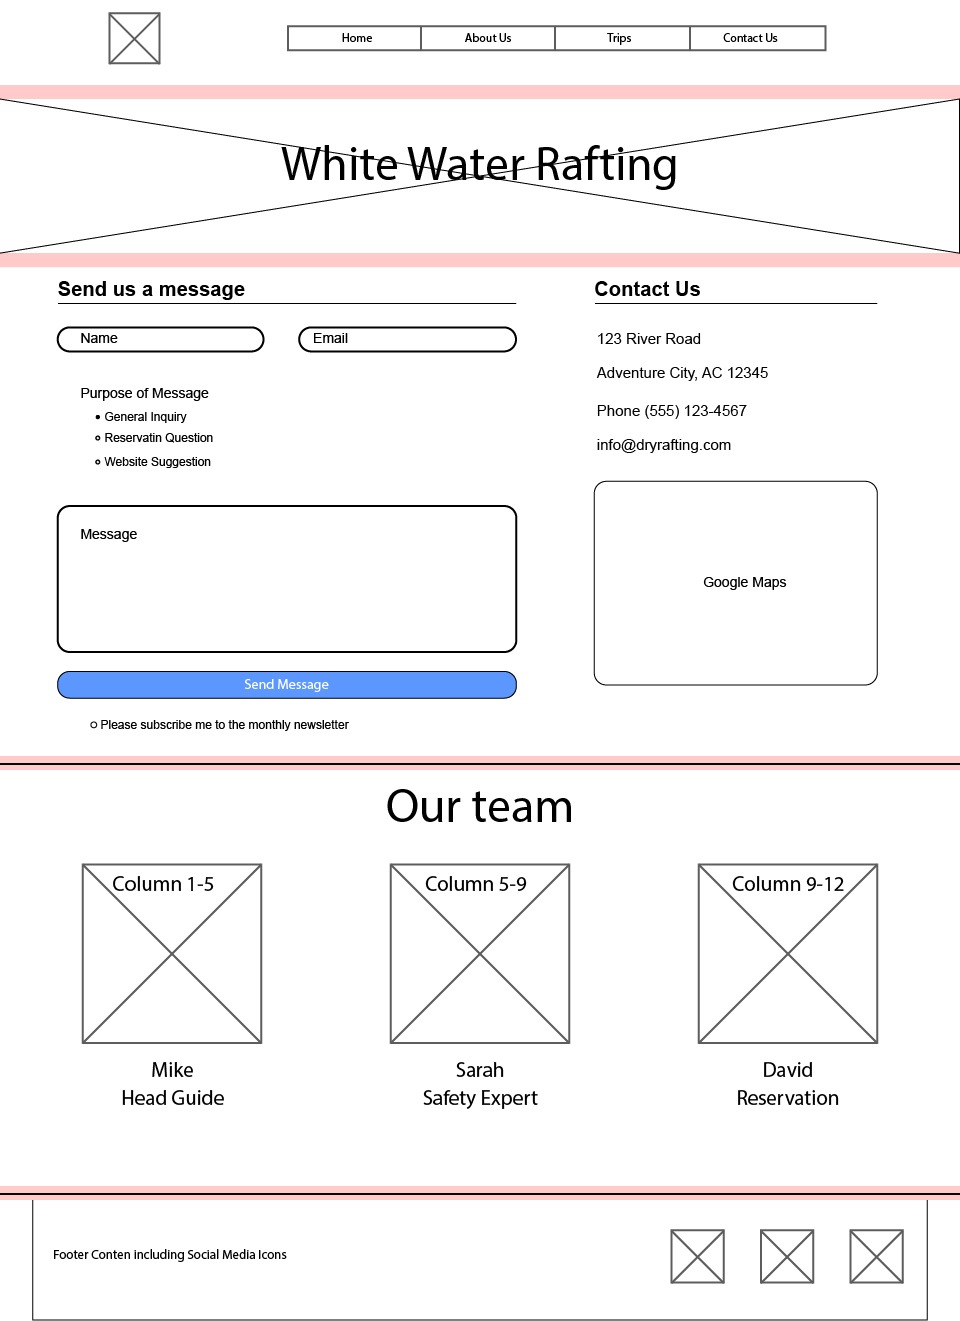 Home
About Us
Trips
Contact Us
White Water Rafting
Send us a message
Name
Email
Purpose of Message
General Inquiry
Reservatin Question
Website Suggestion
Message
Send Message
Please subscribe me to the monthly newsletter
Contact Us
123 River Road
Adventure City, AC 12345
Phone (555) 123-4567
info@dryrafting.com
Google Maps
Our team
Column 1-5
Mike
Head Guide
Column 5-9
Sarah
Safety Expert
Column 9-12
David
Reservation
Footer Conten including Social Media Icons